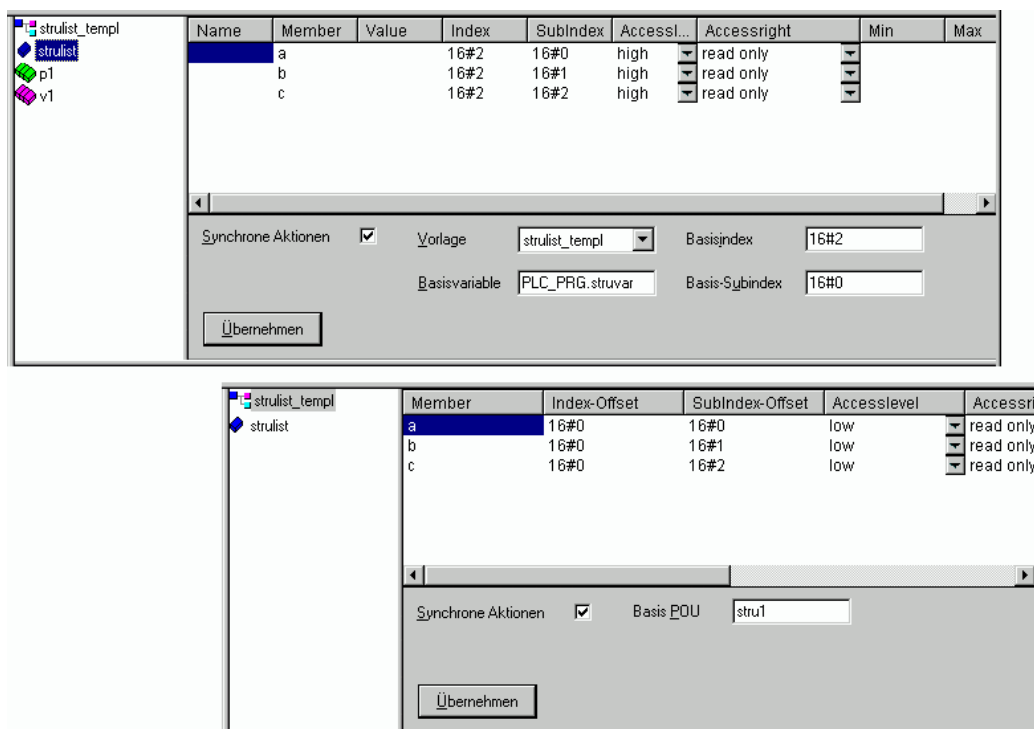 strulist_templ
strulist
p1
v1
Name Member Value Index SubIndex Accessl... Accessright Min Max
a 16#2 16#0 high read only
b 16#2 16#1 high read only
c 16#2 16#2 high read only
Synchrone Aktionen Vorlage strulist_templ Basisindex 16#2
Basisvariable PLC_PRG.struvar Basis-Subindex 16#0
Übernehmen
strulist_templ
strulist
Member Index-Offset SubIndex-Offset Accesslevel Accessri
a 16#0 16#0 low read only
b 16#0 16#1 low read only
c 16#0 16#2 low read only
Synchrone Aktionen Basis POU stru1
Übernehmen